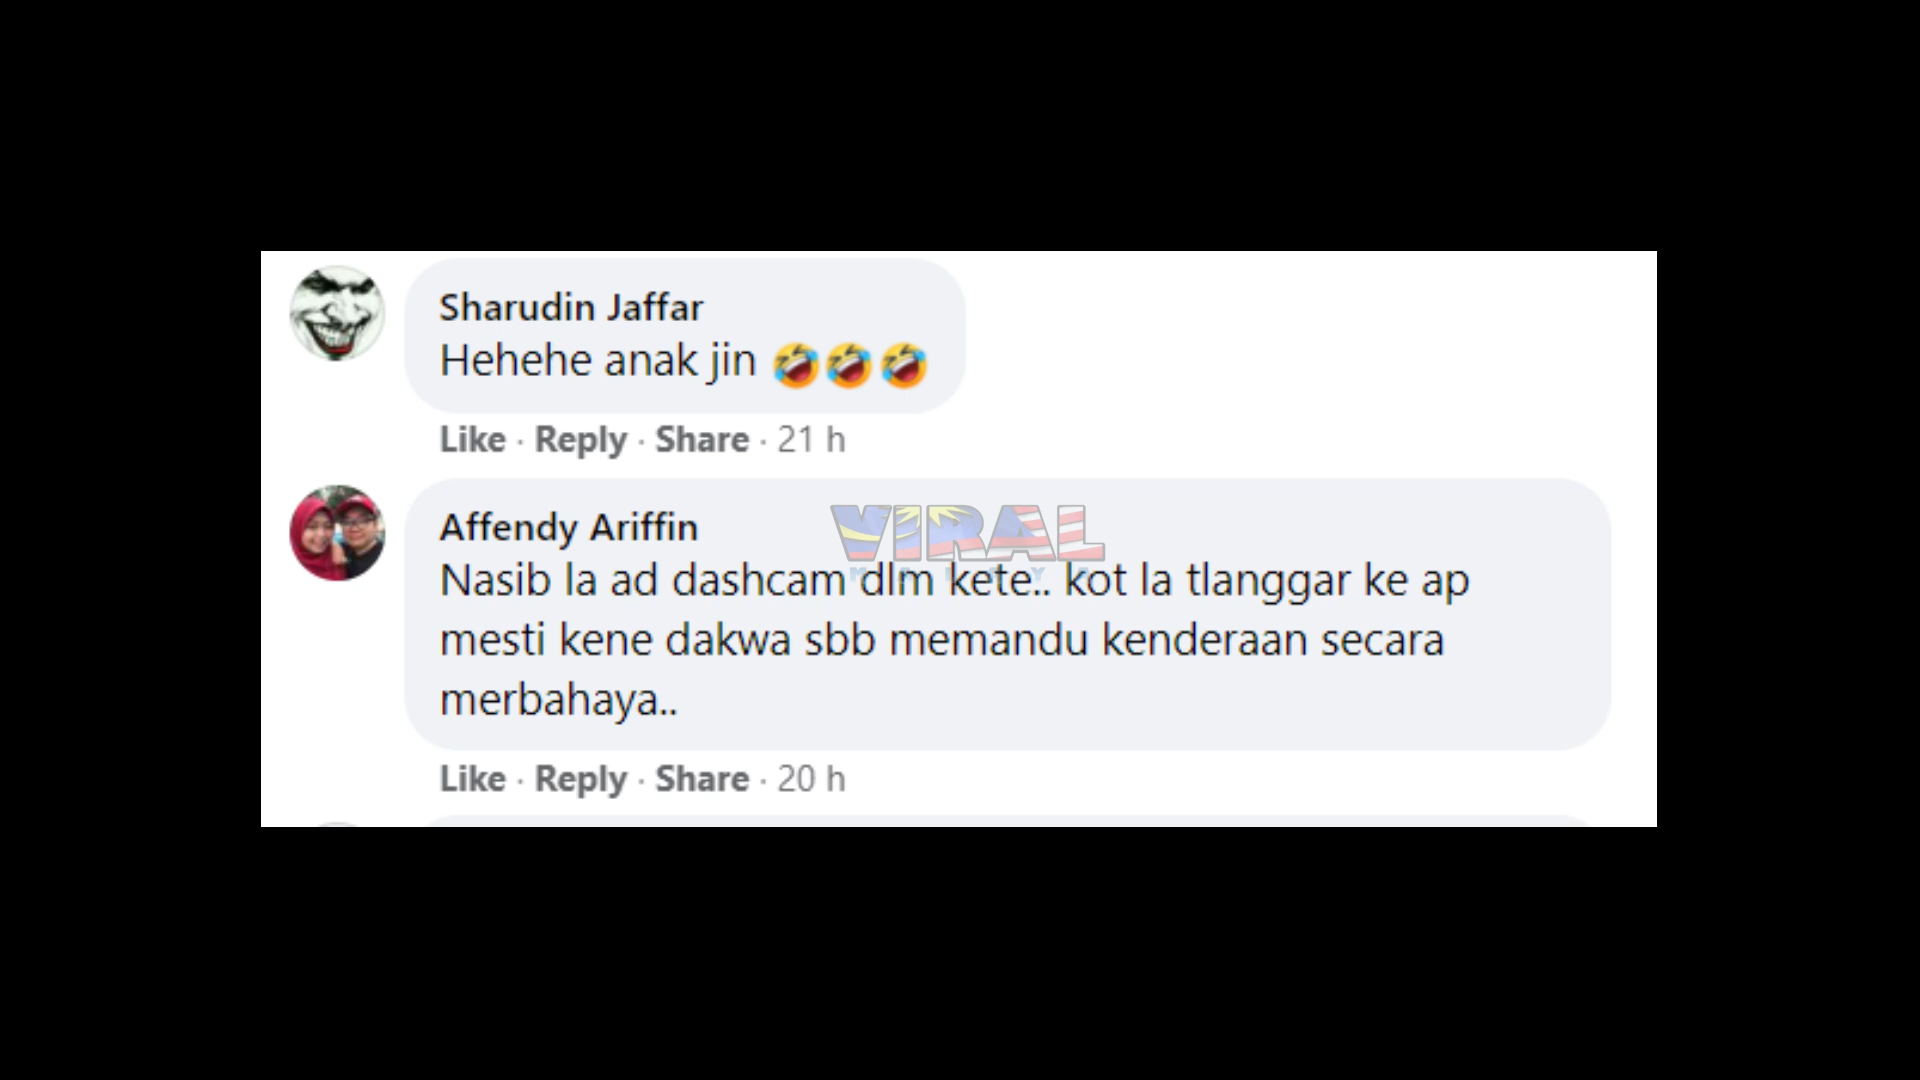 Sharudin Jaffar
Hehehe anak jin 🤣🤣🤣
Like · Reply · Share · 21 h
VIRAL
Affendy Ariffin
Nasib la ad dashcam dlm kete.. kot la tlanggar ke ap
mesti kene dakwa sbb memandu kenderaan secara
merbahaya..
Like · Reply · Share · 20 h